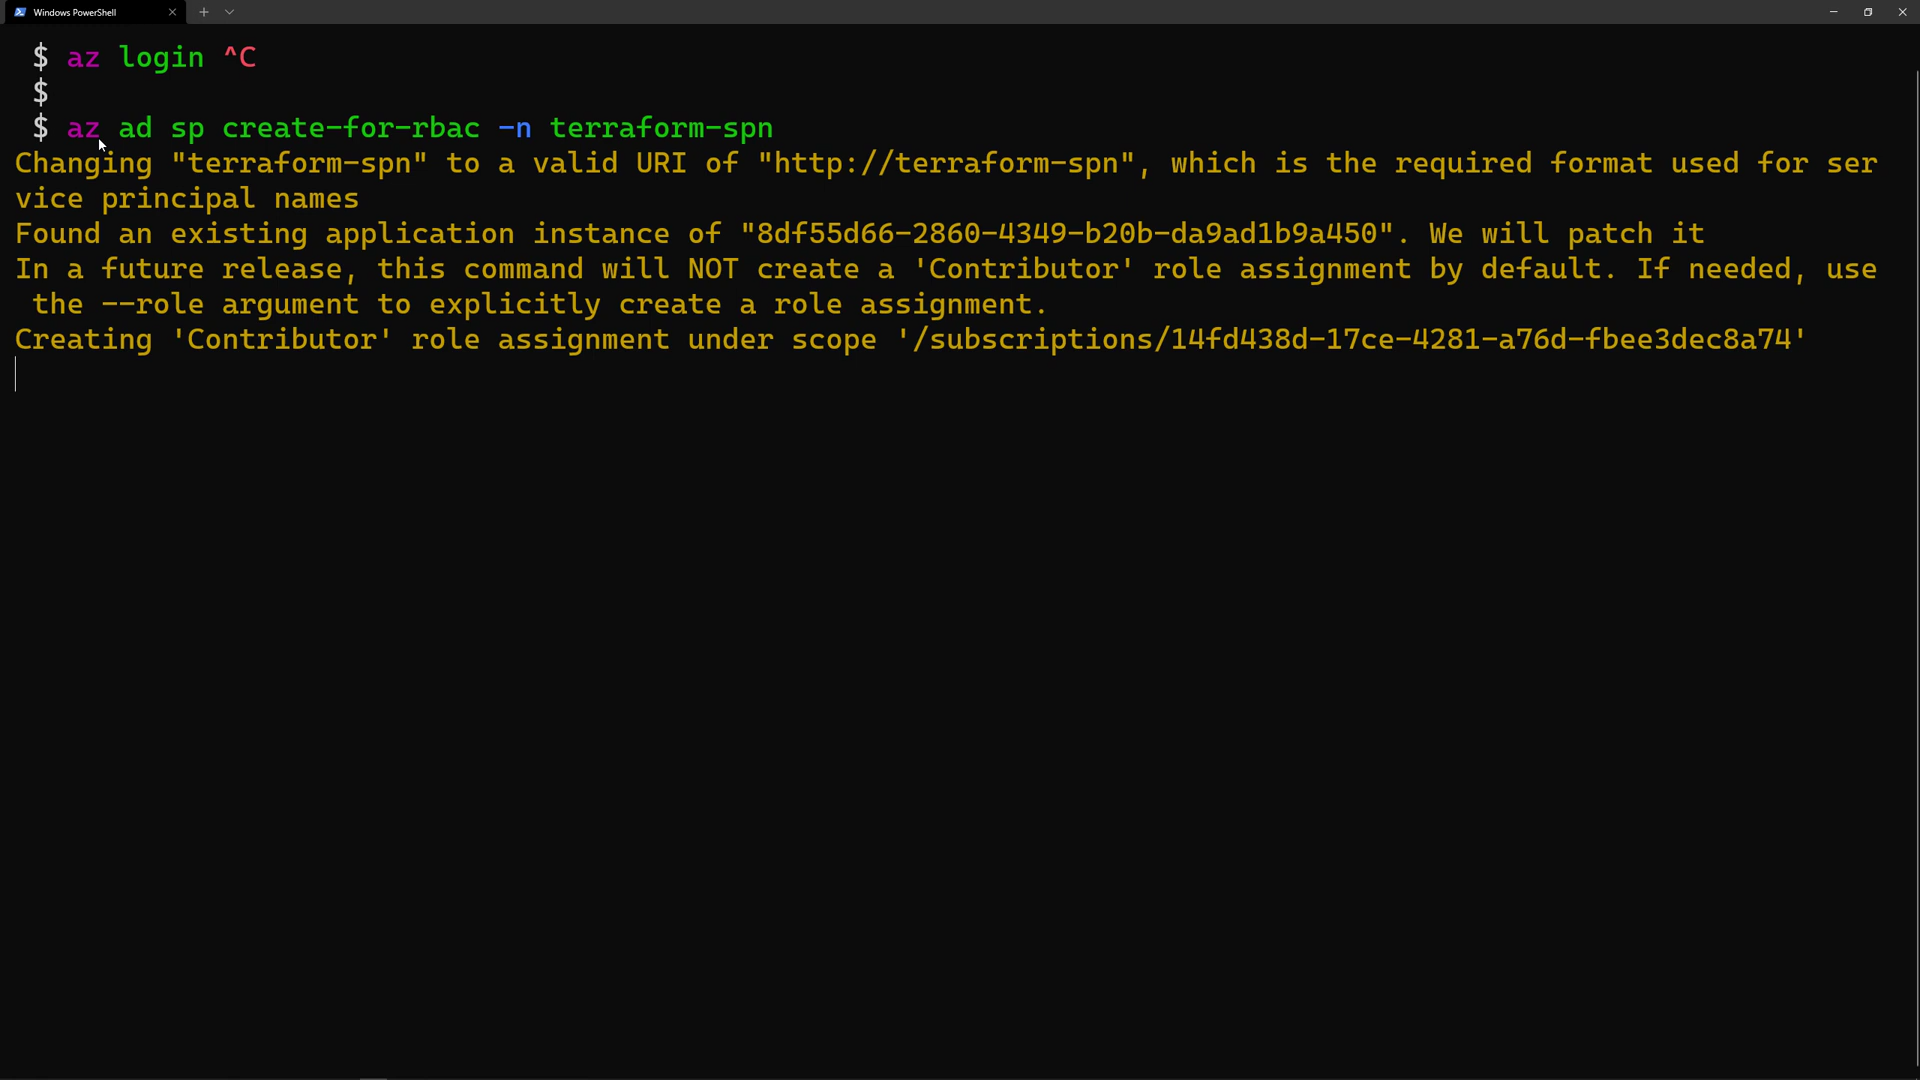 Windows PowerShell
$ az login ^C
$
$ az ad sp create-for-rbac -n terraform-spn
Changing "terraform-spn" to a valid URI of "http://terraform-spn", which is the required format used for ser
vice principal names
Found an existing application instance of "8df55d66-2860-4349-b20b-da9ad1b9a450". We will patch it
In a future release, this command will NOT create a 'Contributor' role assignment by default. If needed, use
 the --role argument to explicitly create a role assignment.
Creating 'Contributor' role assignment under scope '/subscriptions/14fd438d-17ce-4281-a76d-fbee3dec8a74'